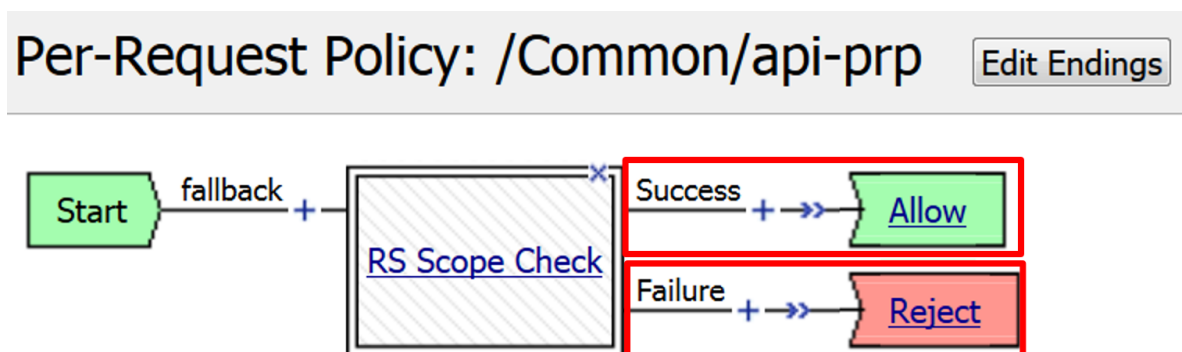 Per-Request Policy: /Common/api-prp
Edit Endings
Start
fallback
+
RS Scope Check
×
Success
+
Allow
Failure
+
Reject